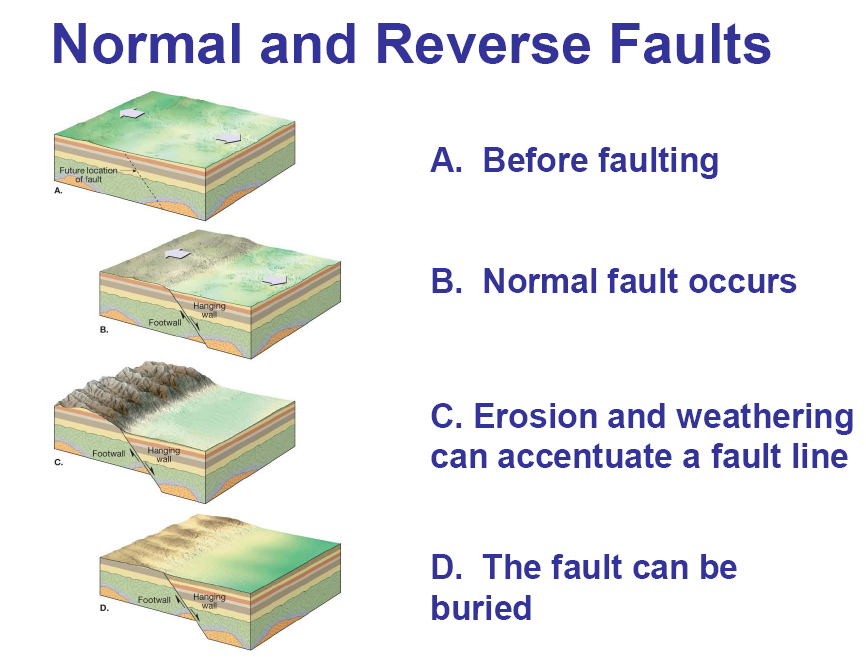 Normal and Reverse Faults
Future location
of fault
A.
A. Before faulting
Hanging
wall
Footwall
B.
B. Normal fault occurs
Footwall
Hanging
wall
C.
C. Erosion and weathering
can accentuate a fault line
Footwall
Hanging
wall
D.
D. The fault can be
buried